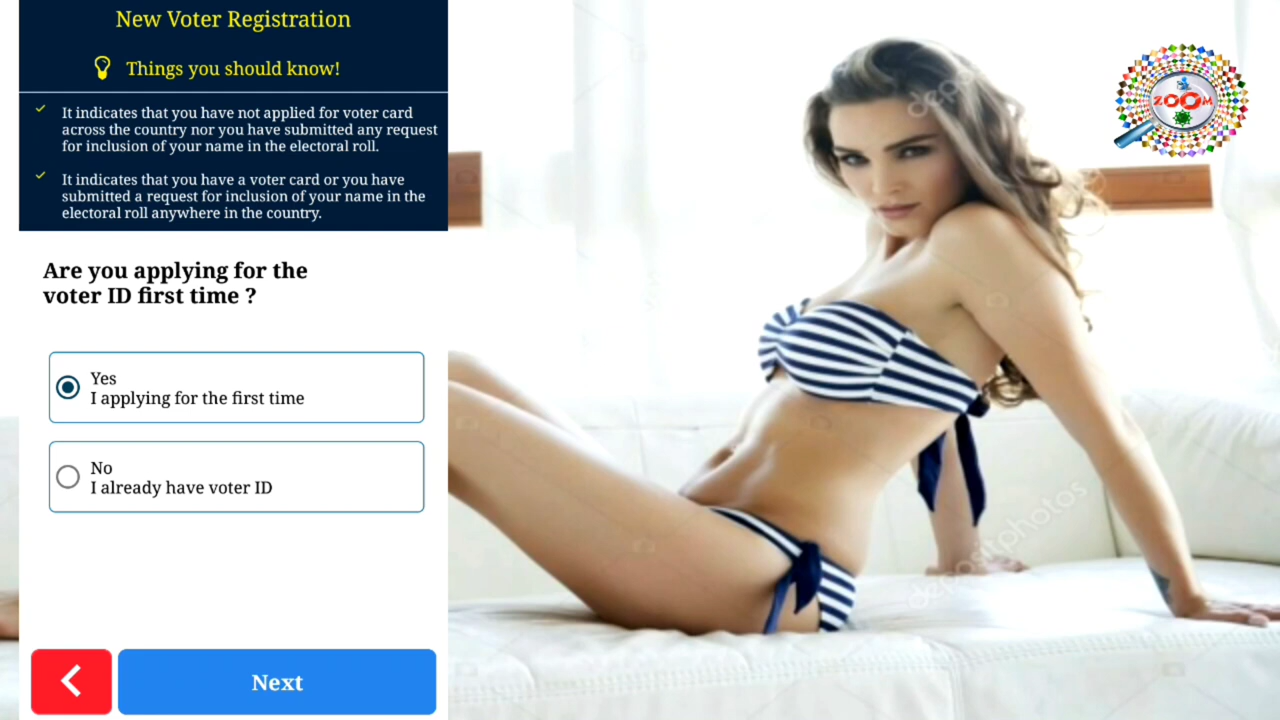 New Voter Registration
Things you should know!
It indicates that you have not applied for voter card
across the country nor you have submitted any request
for inclusion of your name in the electoral roll.
It indicates that you have a voter card or you have
submitted a request for inclusion of your name in the
electoral roll anywhere in the country.
Are you applying for the
voter ID first time ?
Yes
I applying for the first time
No
I already have voter ID
Next
ZOOM
depositphotos